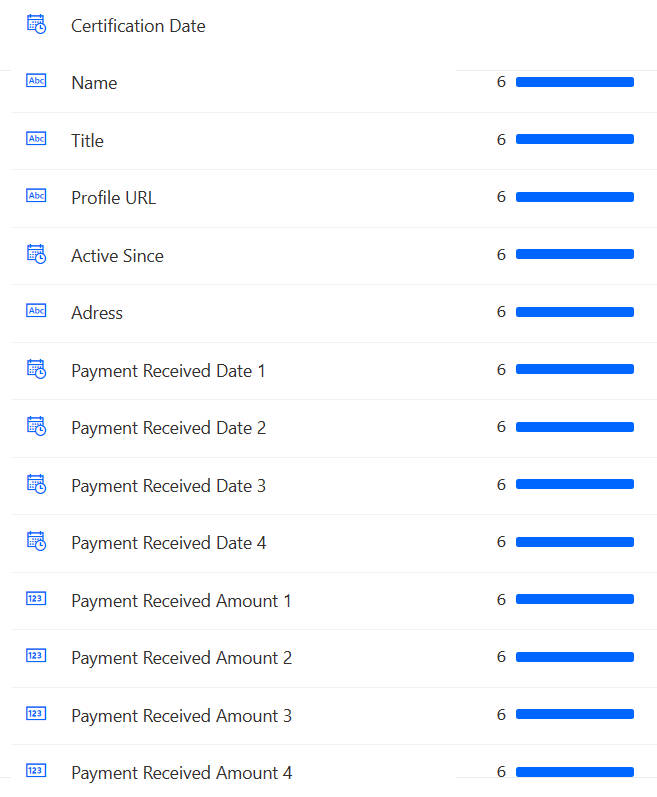 Certification Date
Abc Name 6
Abc Title 6
Abc Profile URL 6
Active Since 6
Abc Adress 6
Payment Received Date 1 6
Payment Received Date 2 6
Payment Received Date 3 6
Payment Received Date 4 6
123 Payment Received Amount 1 6
123 Payment Received Amount 2 6
123 Payment Received Amount 3 6
123 Payment Received Amount 4 6